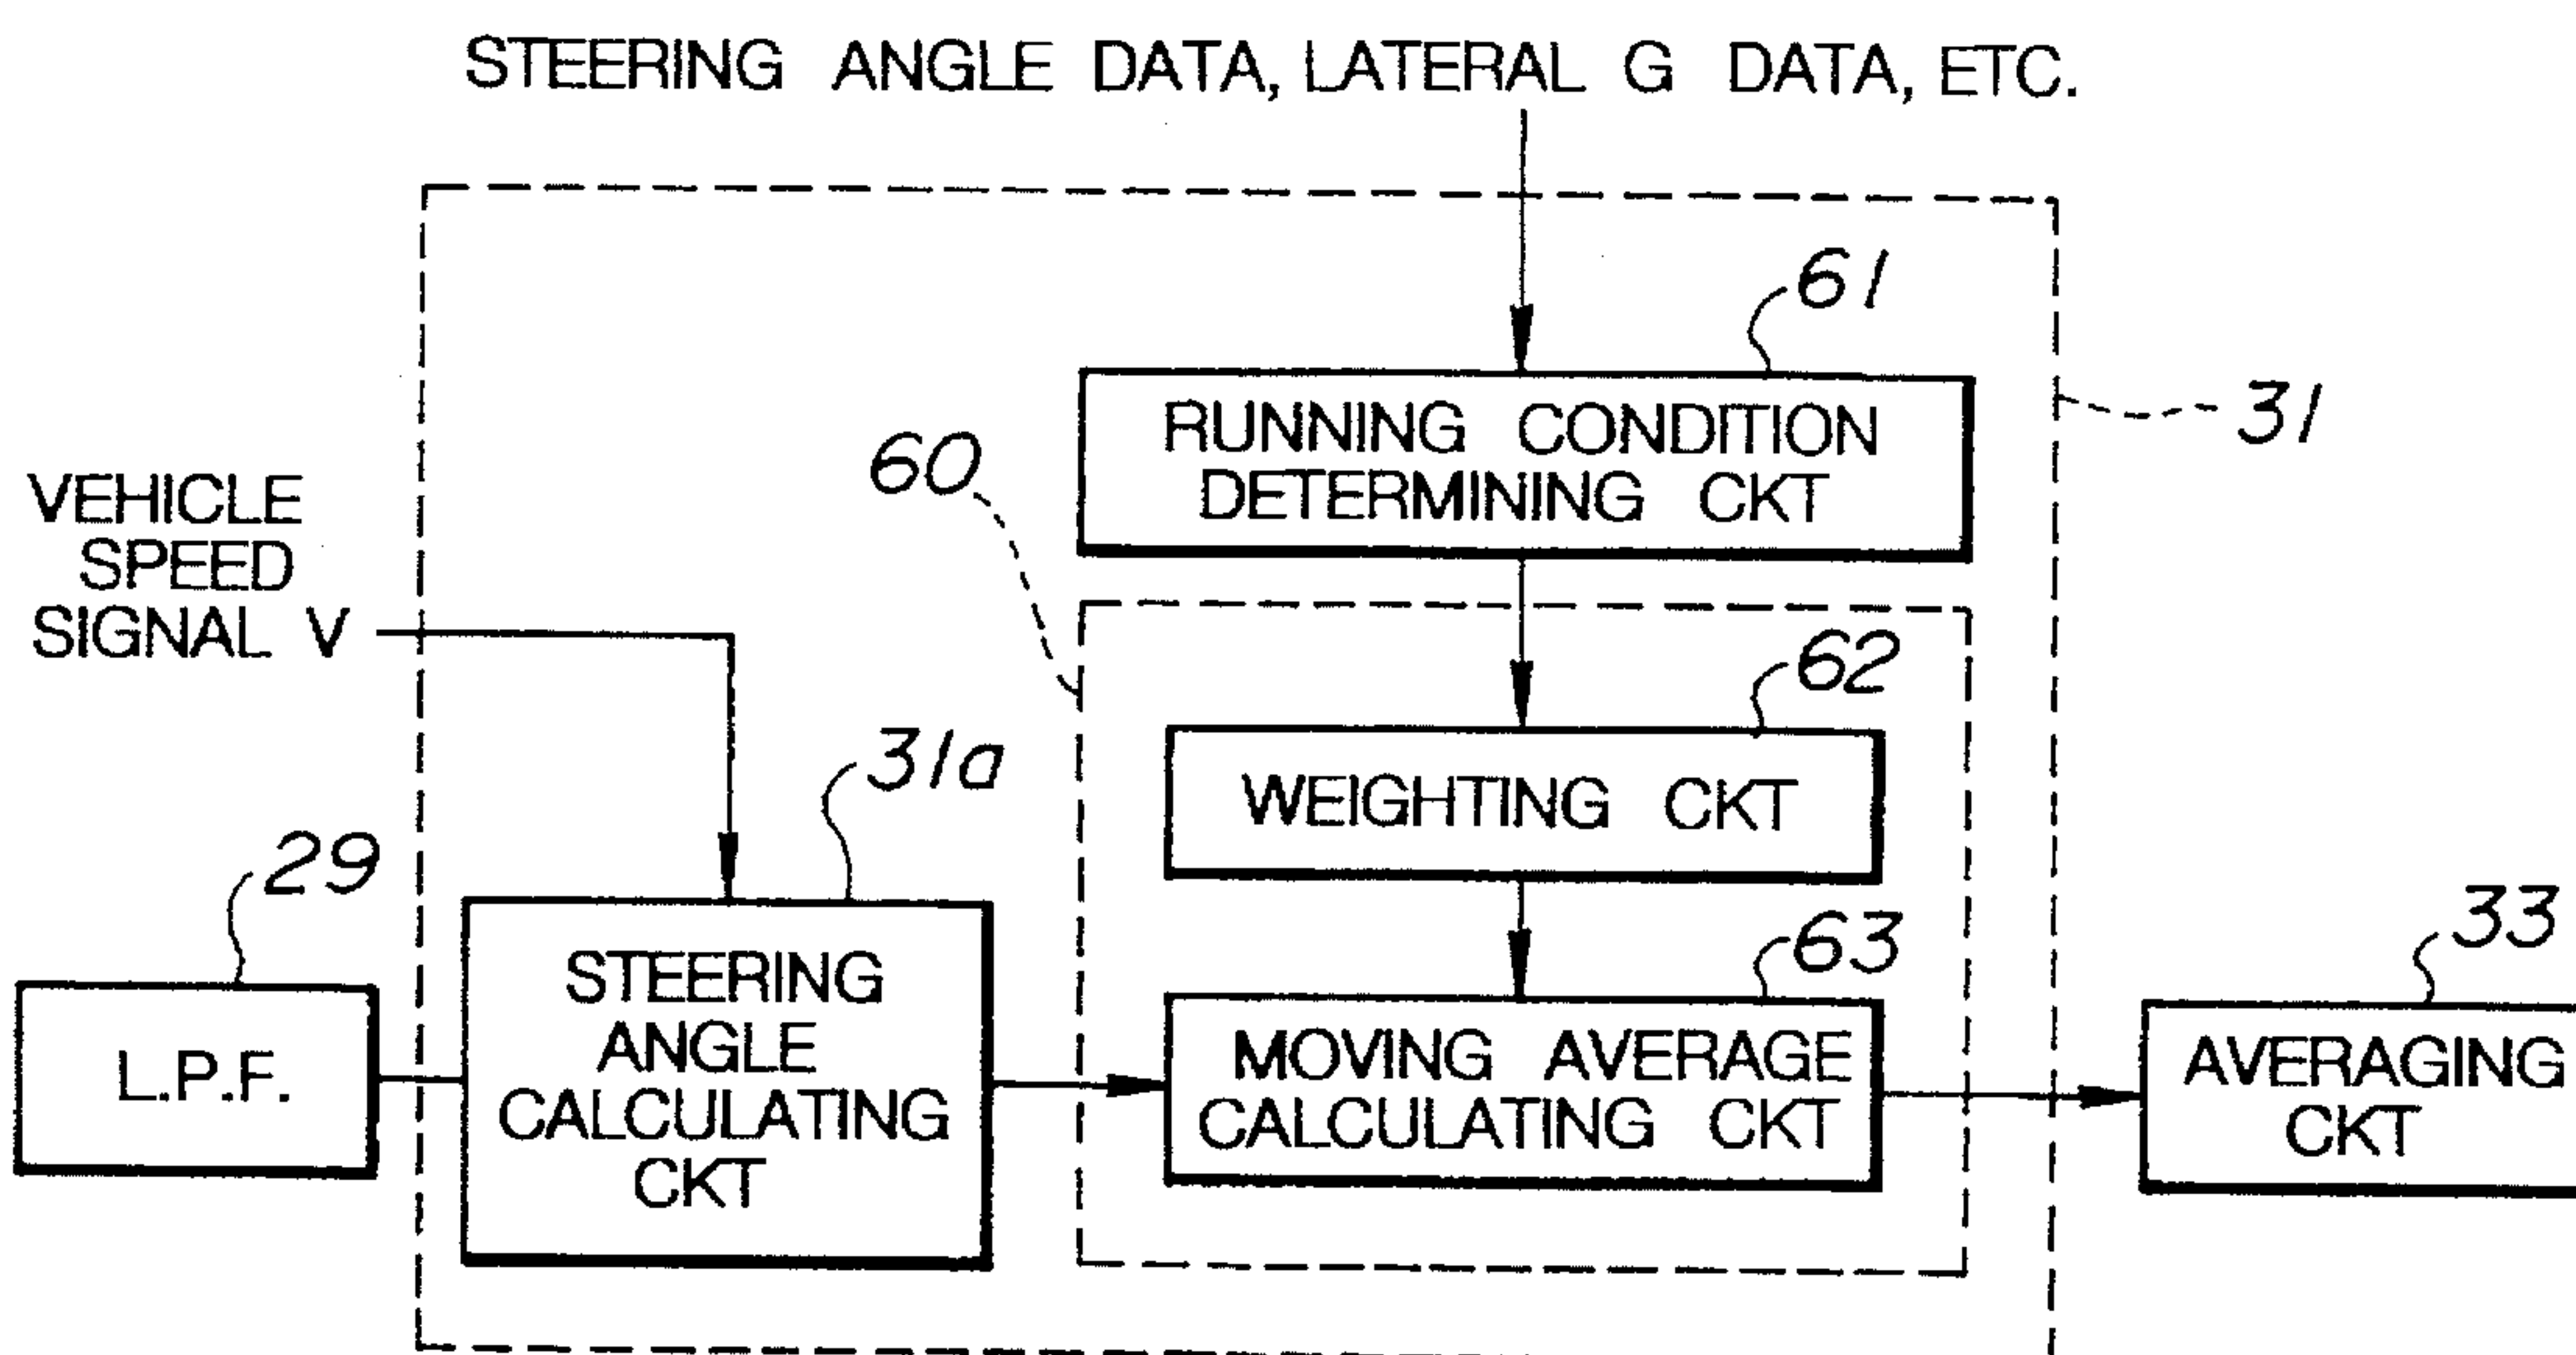 STEERING ANGLE DATA, LATERAL G DATA, ETC.
61
RUNNING CONDITION
DETERMINING CKT
31
60
VEHICLE
SPEED
SIGNAL V
62
WEIGHTING CKT
31a
29
L.P.F.
STEERING
ANGLE
CALCULATING
CKT
63
MOVING AVERAGE
CALCULATING CKT
33
AVERAGING
CKT